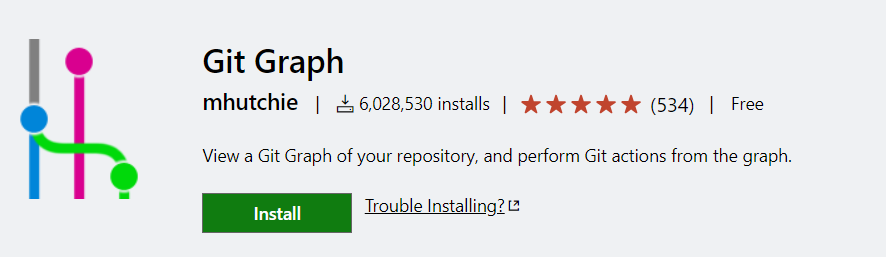 Git Graph
mhutchie | 6,028,530 installs | ★★★★★ (534) | Free
View a Git Graph of your repository, and perform Git actions from the graph.
Install Trouble Installing?